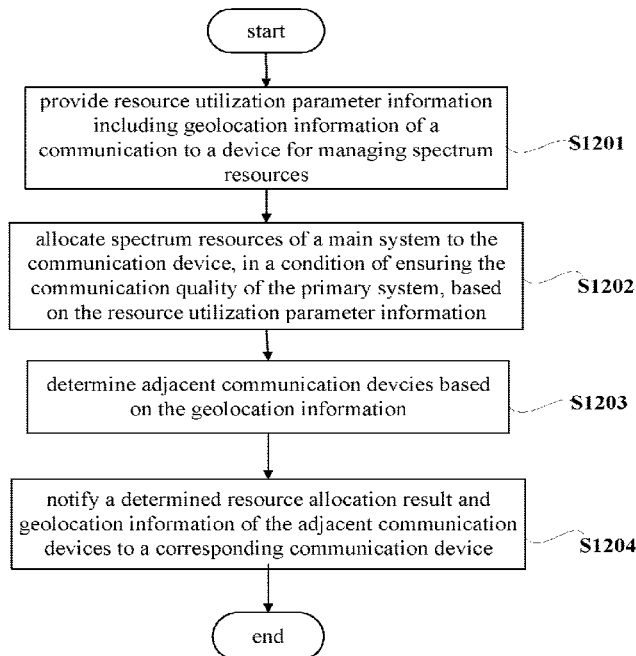 start
provide resource utilization parameter information
including geolocation information of a
communication to a device for managing spectrum
resources
S1201
allocate spectrum resources of a main system to the
communication device, in a condition of ensuring the
communication quality of the primary system, based
on the resource utilization parameter information
S1202
determine adjacent communication devcies based
on the geolocation information
S1203
notify a determined resource allocation result and
geolocation information of the adjacent communication
devices to a corresponding communication device
S1204
end